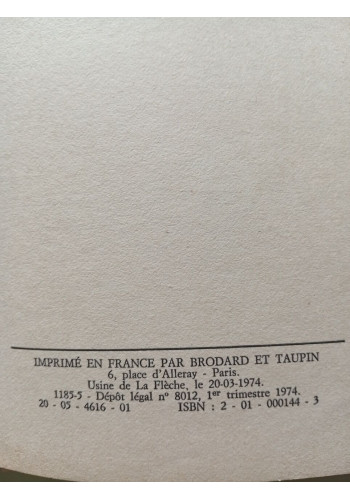 IMPRIMÉ EN FRANCE PAR BRODARD ET TAUPIN
6, place d'Alleray - Paris.
Usine de La Flèche, le 20-03-1974.
1185-5 - Dépôt légal nº 8012, 1er trimestre 1974.
20 - 05 - 4616 - 01 ISBN : 2 - 01 - 000144 - 3